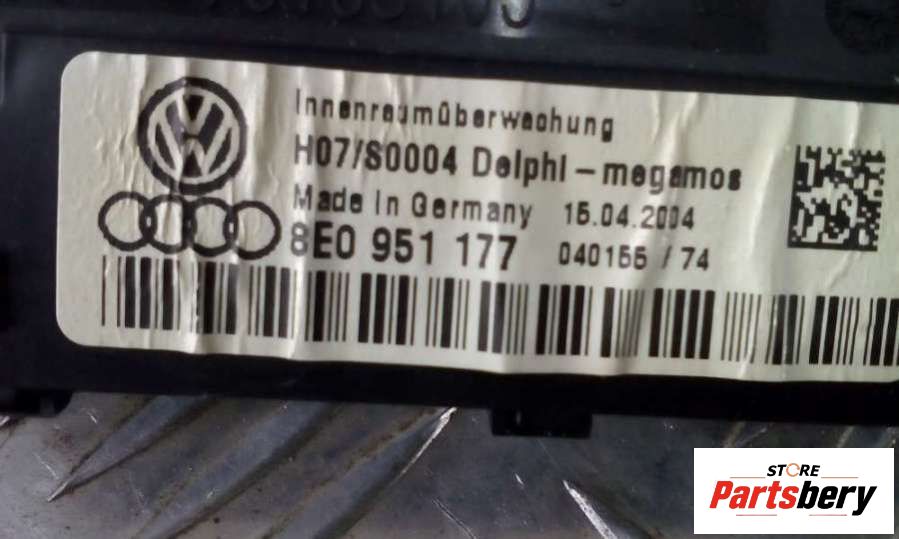 Innenraumüberwachung
H07/S0004 Delphi - megamos
Made in Germany 15.04.2004
8E0 951 177 040155 / 74
STORE
Partsbery